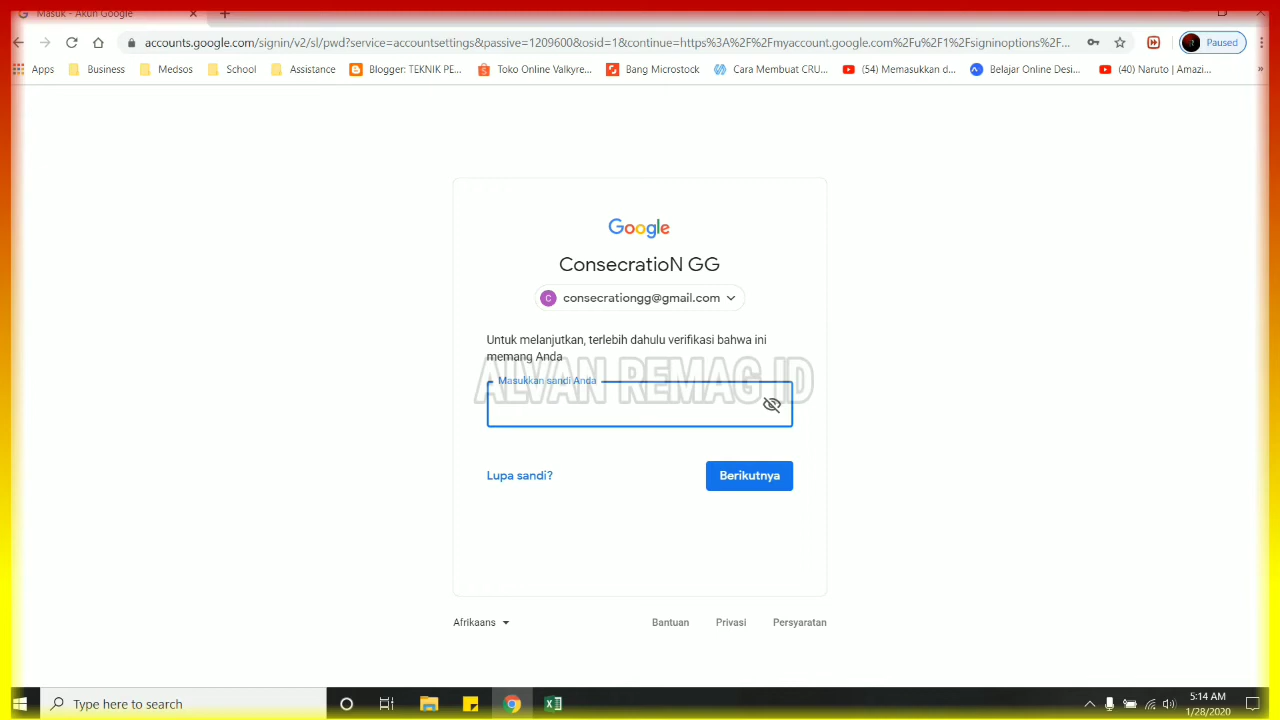 Masuk - Akun Google
accounts.google.com/signin/v2/sl/pwd?service=accountsettings&passive=1209600&osid=1&continue=https%3A%2F%2Fmyaccount.google.com%2Fu%2F1%2Fsigninoptions%2F...
Paused
Apps
Business
Medsos
School
Assistance
Blogger: TEKNIK PE...
Toko Online Valkyre...
Bang Microstock
Cara Membuat CRU...
(54) Memasukkan d...
Belajar Online Desi...
(40) Naruto | Amazi...
»
Google
ConsecratioN GG
C
consecrationgg@gmail.com
Untuk melanjutkan, terlebih dahulu verifikasi bahwa ini
memang Anda
ALVAN REMAG ID
Masukkan sandi Anda
Lupa sandi?
Berikutnya
Afrikaans
Bantuan
Privasi
Persyaratan
Type here to search
5:14 AM
1/28/2020